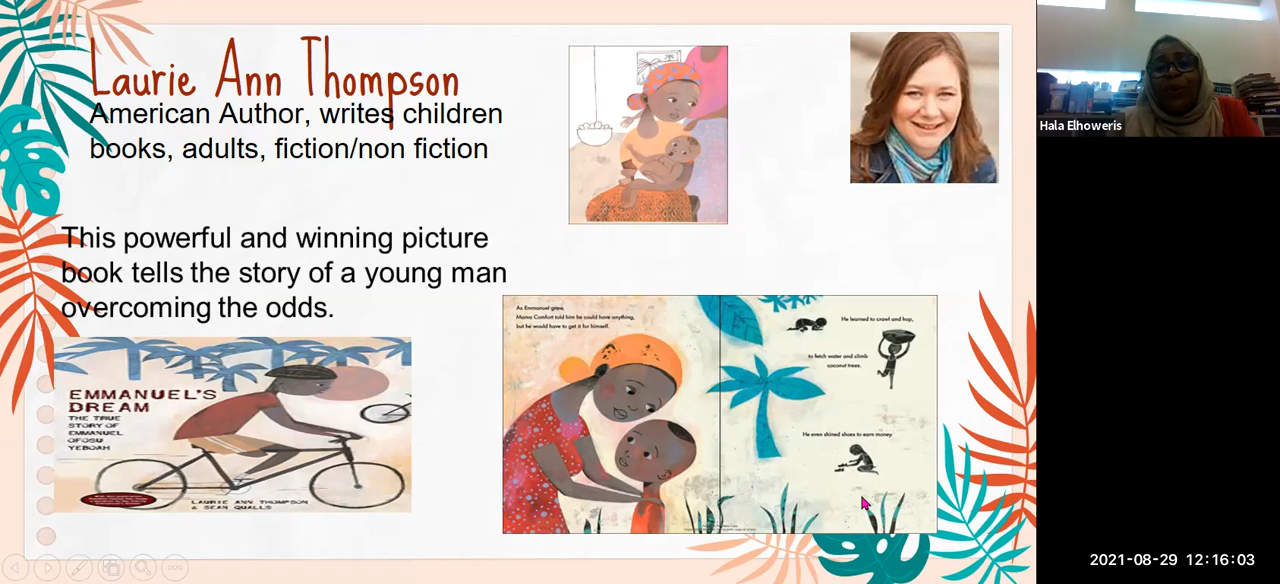 Laurie Ann Thompson
American Author, writes children
books, adults, fiction/non fiction
This powerful and winning picture
book tells the story of a young man
overcoming the odds.
EMMANUEL'S
DREAM
THE TRUE
STORY OF
EMMANUEL
OFOSU
YEBOAH
LAURIE ANN THOMPSON
& SEAN QUALLS
As Emmanuel grew,
Mama Comfort told him he could have anything,
but he would have to get it for himself.
He learned to crawl and hop,
to fetch water and climb
coconut trees.
He even shined shoes to earn money
Hala Elhoweris
2021-08-29 12:16:03